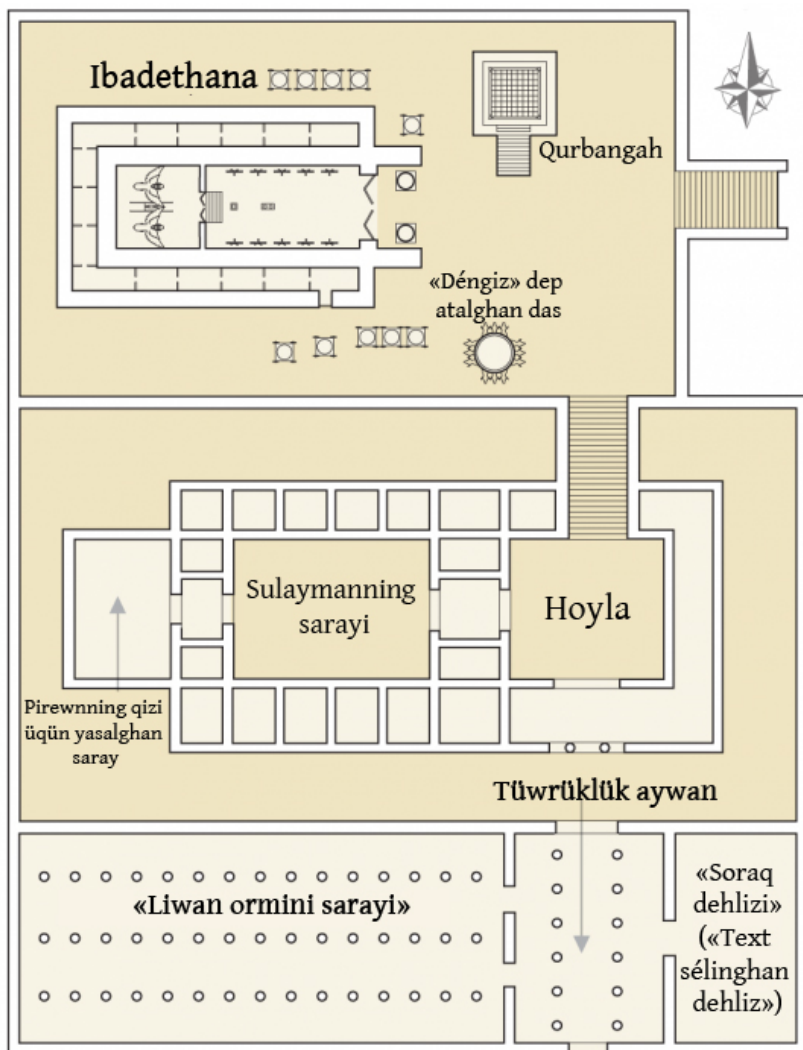 Ibadethana
Qurbangah
«Déngiz» dep
atalghan das
Sulaymanning
sarayi
Hoyla
Pirewnning qizi
üqün yasalghan
saray
Tüwrüklük aywan
«Liwan ormini sarayi»
«Soraq
dehlizi»
(«Text
sélinghan
dehliz»)